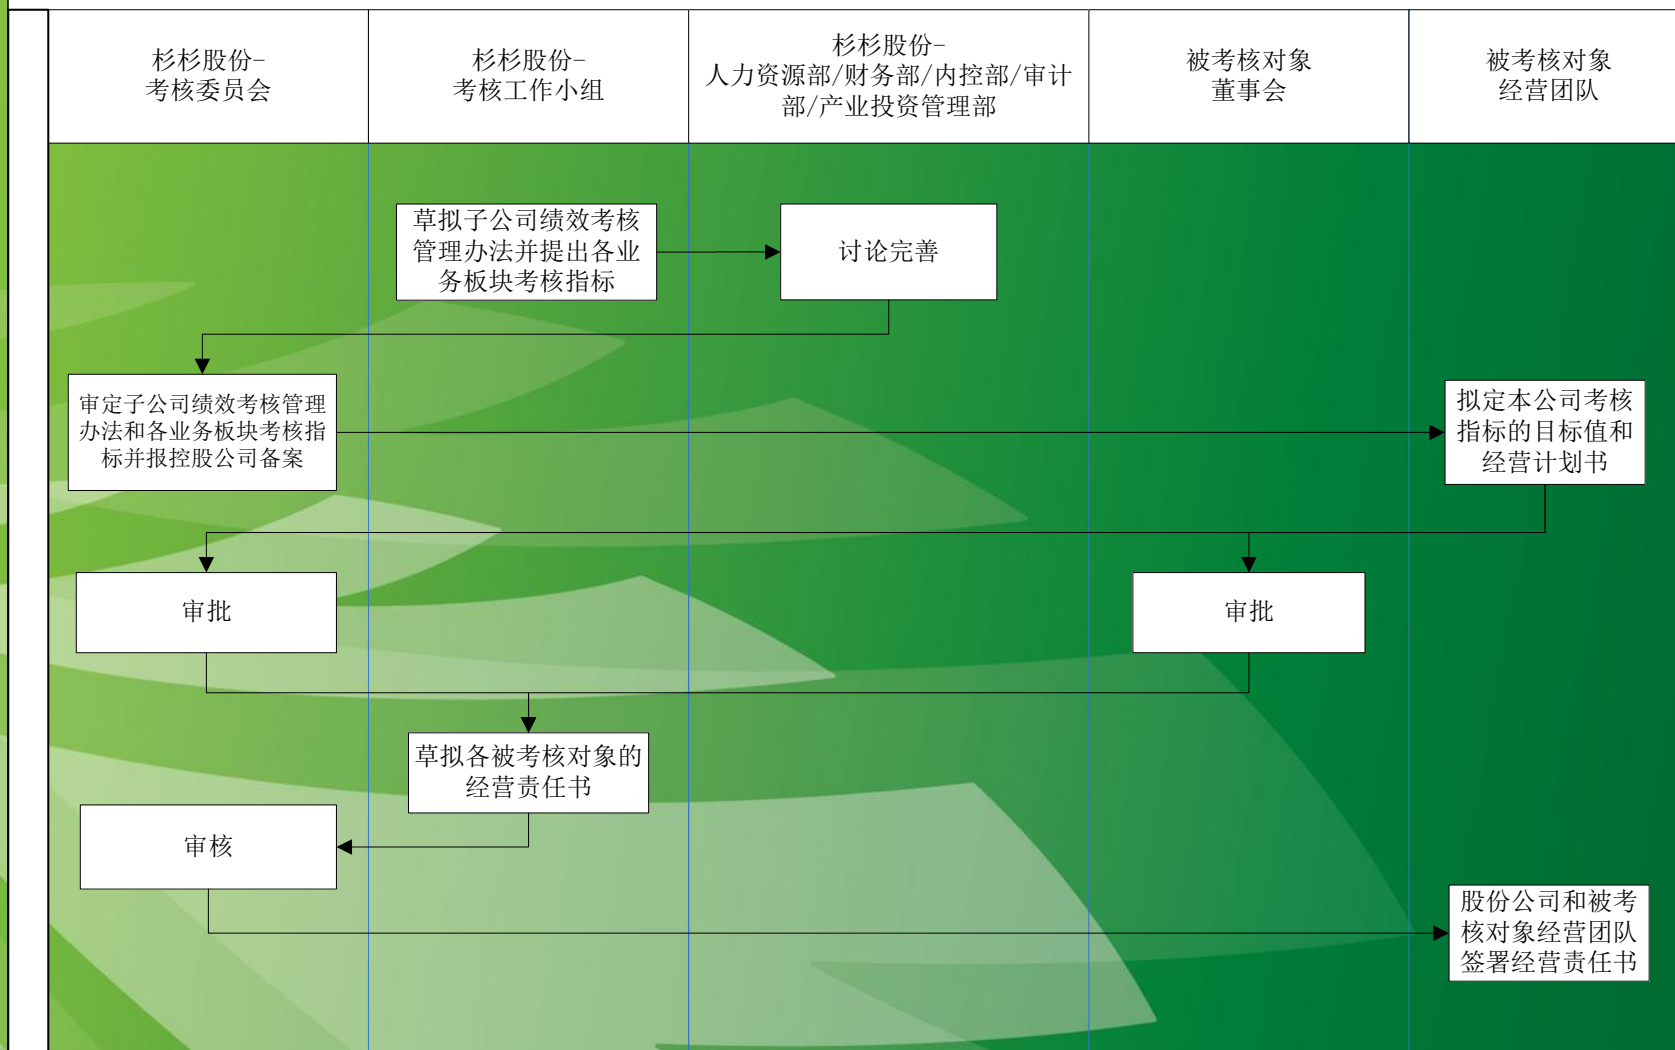 杉杉股份-
考核委员会
杉杉股份-
考核工作小组
杉杉股份-
人力资源部/财务部/内控部/审计
部/产业投资管理部
被考核对象
董事会
被考核对象
经营团队
草拟子公司绩效考核
管理办法并提出各业
务板块考核指标
讨论完善
审定子公司绩效考核管理
办法和各业务板块考核指
标并报控股公司备案
拟定本公司考核
指标的目标值和
经营计划书
审批
审批
草拟各被考核对象的
经营责任书
审核
股份公司和被考
核对象经营团队
签署经营责任书